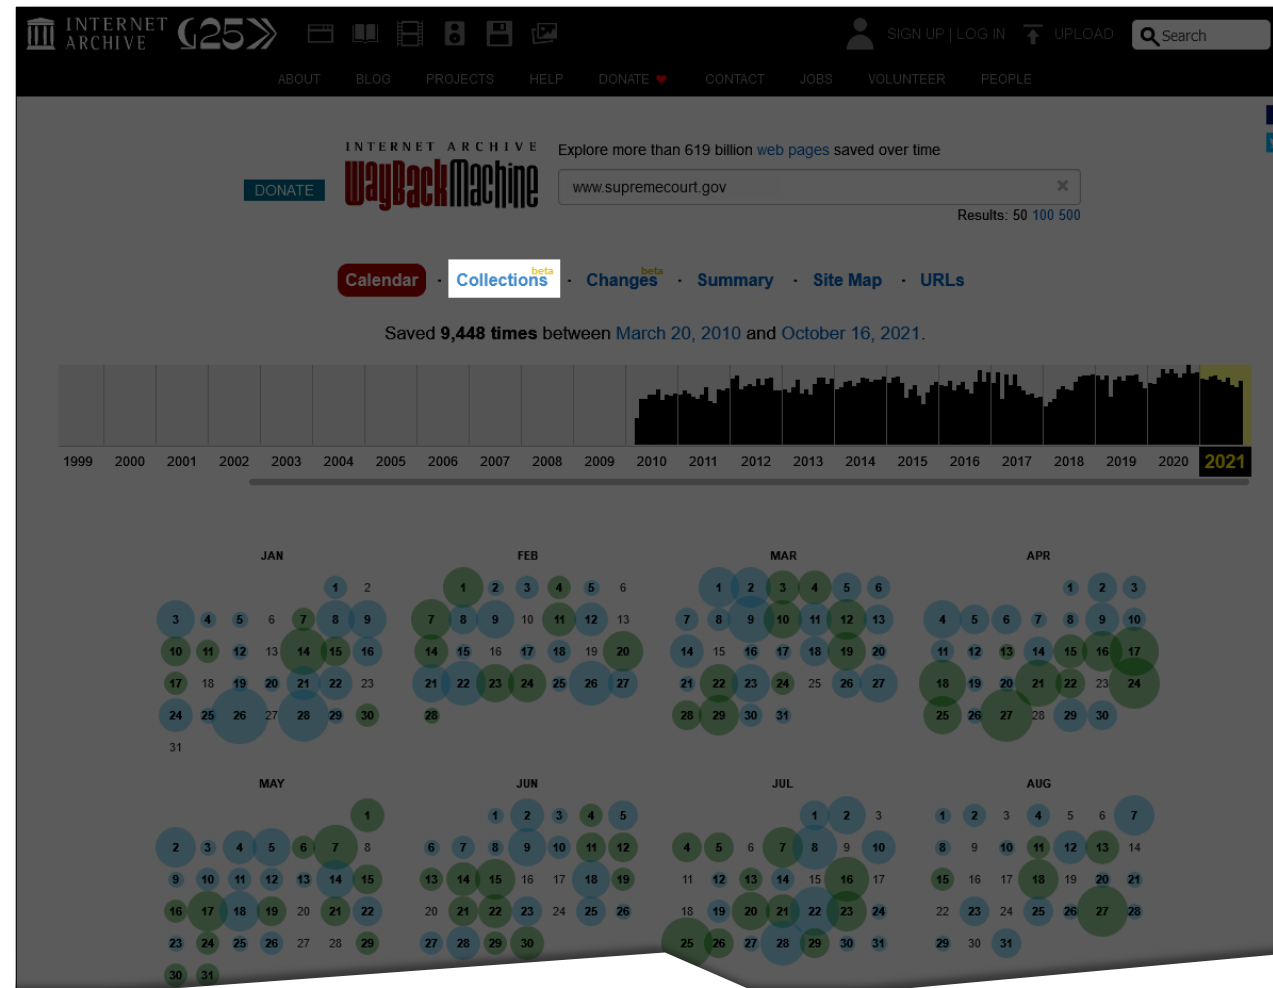 INTERNET ARCHIVE 25 SIGN UP | LOG IN UPLOAD Search
ABOUT BLOG PROJECTS HELP DONATE CONTACT JOBS VOLUNTEER PEOPLE
INTERNET ARCHIVE WayBackMachine
DONATE
Explore more than 619 billion web pages saved over time
www.supremecourt.gov ×
Results: 50 100 500
Calendar · Collections beta · Changes beta · Summary · Site Map · URLs
Saved 9,448 times between March 20, 2010 and October 16, 2021.
1999 2000 2001 2002 2003 2004 2005 2006 2007 2008 2009 2010 2011 2012 2013 2014 2015 2016 2017 2018 2019 2020 2021
JAN FEB MAR APR
1 2 1 2 3 4 5 6 1 2 3 4 5 6 1 2 3
3 4 5 6 7 8 9 7 8 9 10 11 12 13 7 8 9 10 11 12 13 4 5 6 7 8 9 10
10 11 12 13 14 15 16 14 15 16 17 18 19 20 14 15 16 17 18 19 20 11 12 13 14 15 16 17
17 18 19 20 21 22 23 21 22 23 24 25 26 27 21 22 23 24 25 26 27 18 19 20 21 22 23 24
24 25 26 27 28 29 30 28 28 29 30 31 25 26 27 28 29 30
31
MAY JUN JUL AUG
1 1 2 3 4 5 1 2 3 1 2 3 4 5 6 7
2 3 4 5 6 7 8 6 7 8 9 10 11 12 4 5 6 7 8 9 10 8 9 10 11 12 13 14
9 10 11 12 13 14 15 13 14 15 16 17 18 19 11 12 13 14 15 16 17 15 16 17 18 19 20 21
16 17 18 19 20 21 22 20 21 22 23 24 25 26 18 19 20 21 22 23 24 22 23 24 25 26 27 28
23 24 25 26 27 28 29 27 28 29 30 25 26 27 28 29 30 31 29 30 31
30 31